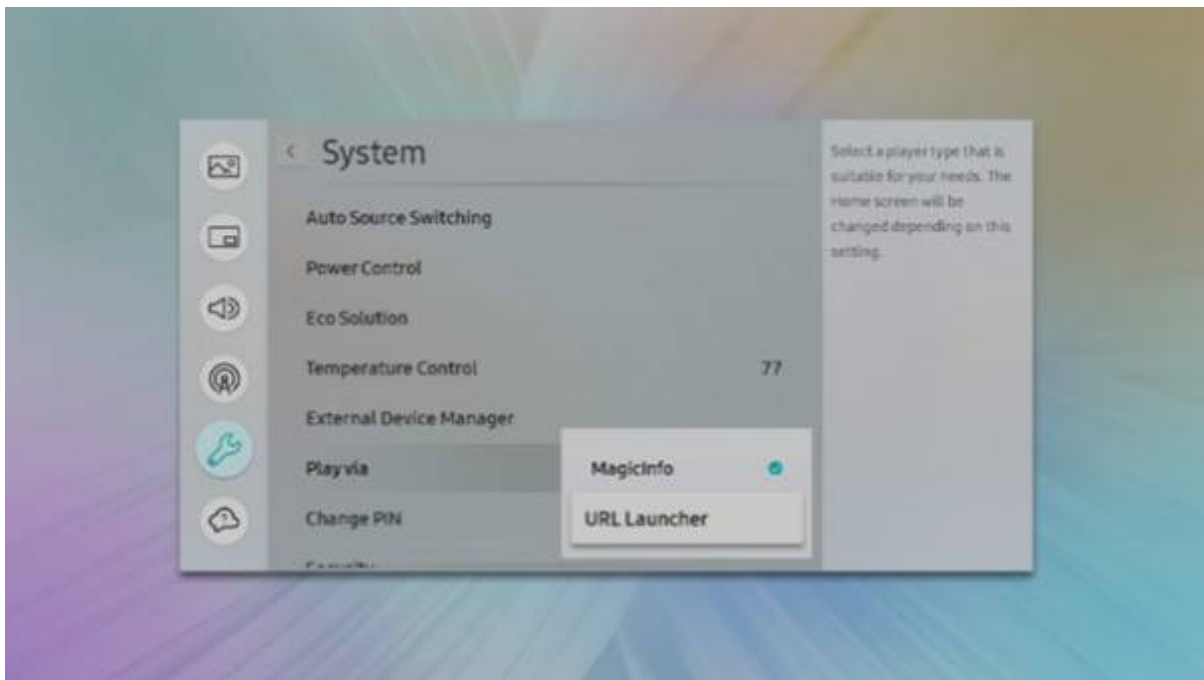 System
Auto Source Switching
Power Control
Eco Solution
Temperature Control 77
External Device Manager
Play via
MagicInfo
URL Launcher
Change PIN
Security
Select a player type that is
suitable for your needs. The
Home screen will be
changed depending on this
setting.